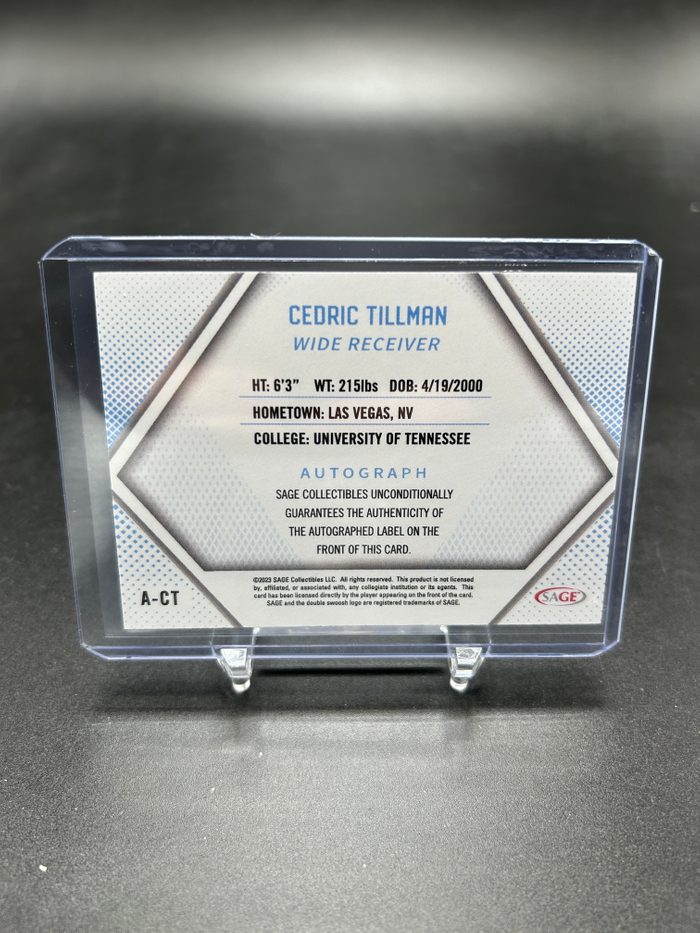 CEDRIC TILLMAN
WIDE RECEIVER
HT: 6'3" WT: 215lbs DOB: 4/19/2000
HOMETOWN: LAS VEGAS, NV
COLLEGE: UNIVERSITY OF TENNESSEE
AUTOGRAPH
SAGE COLLECTIBLES UNCONDITIONALLY
GUARANTEES THE AUTHENTICITY OF
THE AUTOGRAPHED LABEL ON THE
FRONT OF THIS CARD.
©2023 SAGE Collectibles LLC. All rights reserved. This product is not licensed
by, affiliated, or associated with, any collegiate institution or its agents. This
card has been licensed directly by the player appearing on the front of the card.
SAGE and the double swoosh logo are registered trademarks of SAGE.
A-CT
SAGE